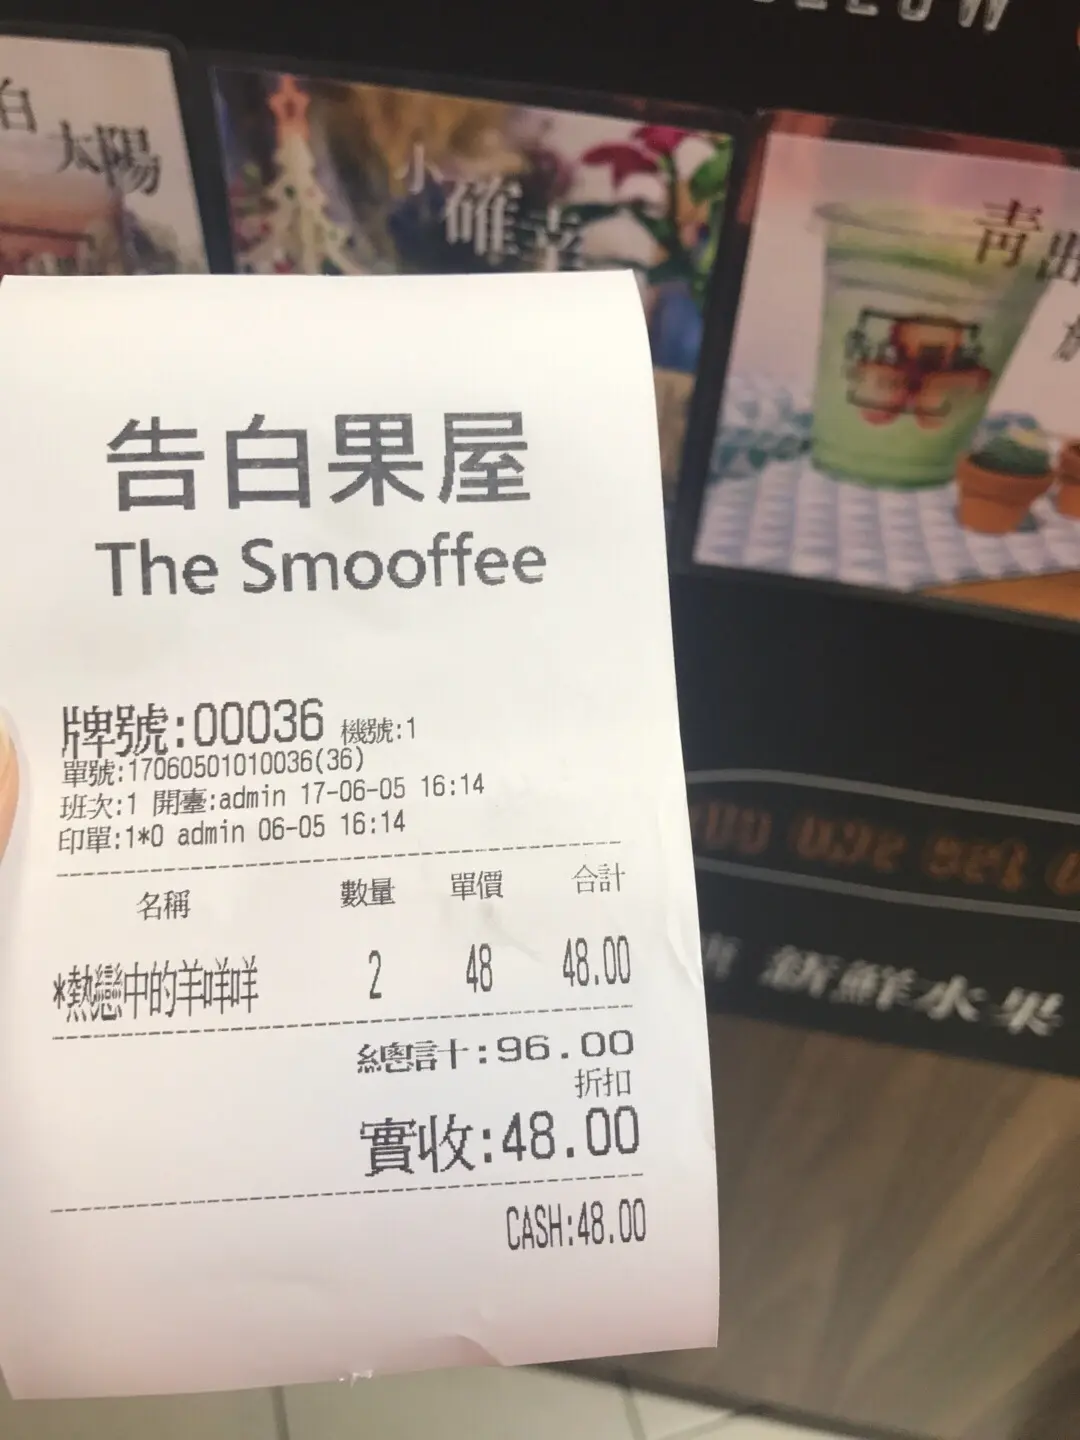 太陽
小確幸
青出
告白果屋
The Smooffee
牌號:00036 機號:1
單號:17060501010036(36)
班次:1 開臺:admin 17-06-05 16:14
印單:1*0 admin 06-05 16:14
名稱 數量 單價 合計
*熱戀中的羊咩咩 2 48 48.00
總計:96.00
折扣
實收:48.00
CASH:48.00
新鮮水果